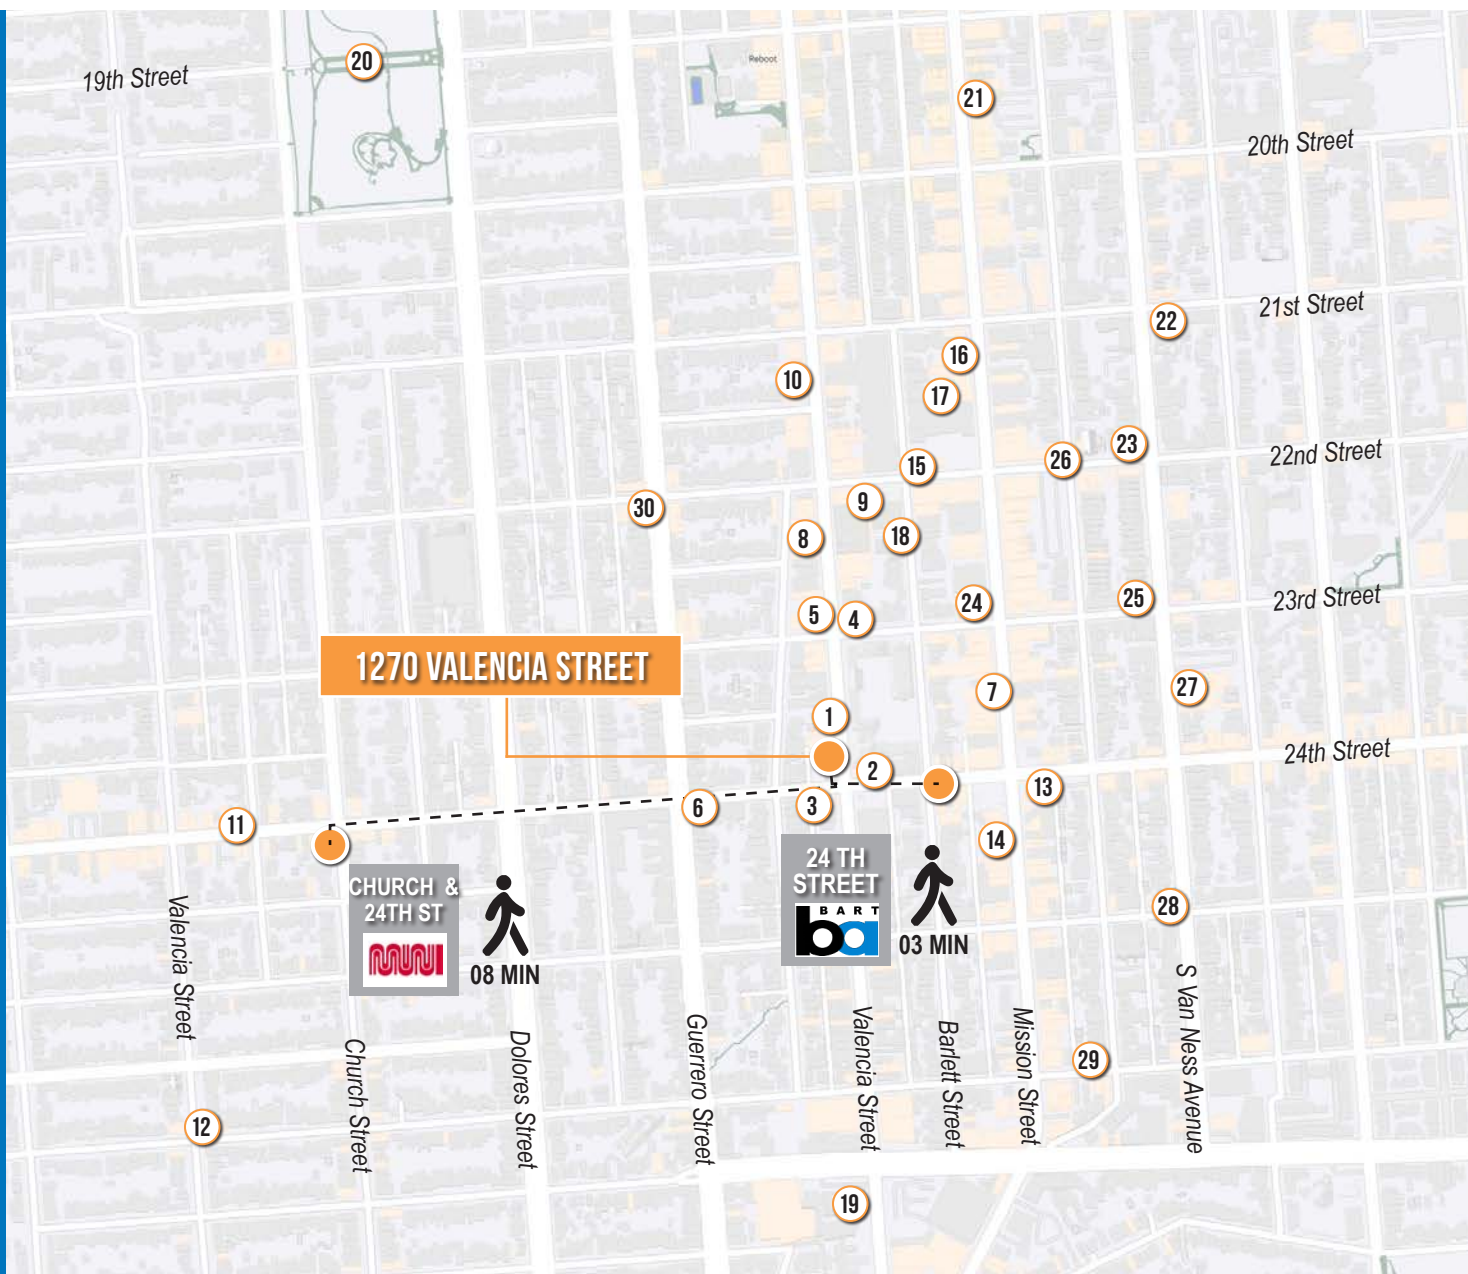 19th Street
20
Reboot
21
20th Street
21st Street
22
16
10
17
23
22nd Street
26
15
30
9
8
18
25
23rd Street
24
5
4
1270 VALENCIA STREET
7
27
1
24th Street
2
13
3
6
11
14
CHURCH &
24TH ST
MUNI
08 MIN
24 TH
STREET
BART
ba
03 MIN
28
Valencia Street
Church Street
Dolores Street
Guerrero Street
Valencia Street
Barlett Street
Mission Street
S Van Ness Avenue
29
12
19